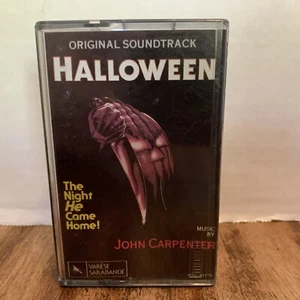 ORIGINAL SOUNDTRACK
HALLOWEEN
The
Night
He
Came
Home!
MUSIC
BY
JOHN CARPENTER
VARÈSE
SARABANDE